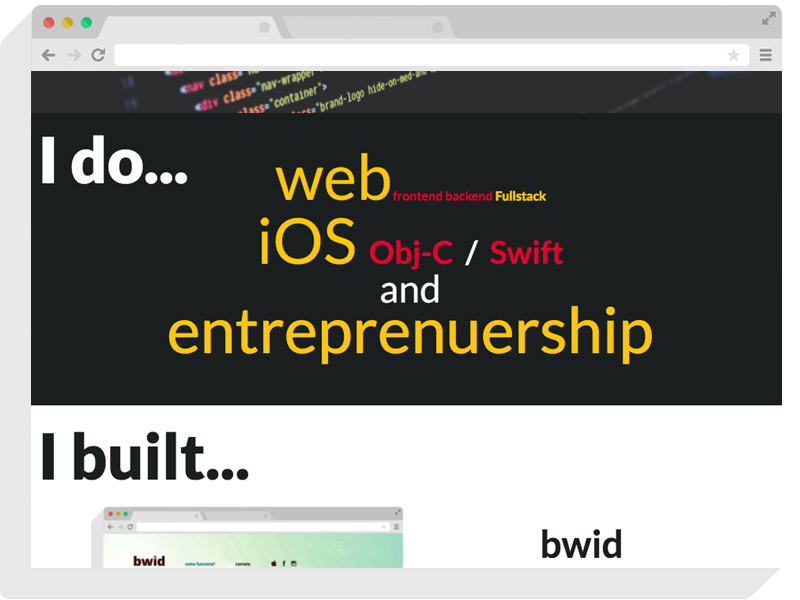 <nav class="nav-wrapper
<div class="container">
class="brand-logo hide-on-med-and
I do...
web frontend backend Fullstack
iOS Obj-C / Swift
and
entreprenuership
I built...
bwid
bwid como funciona? contato